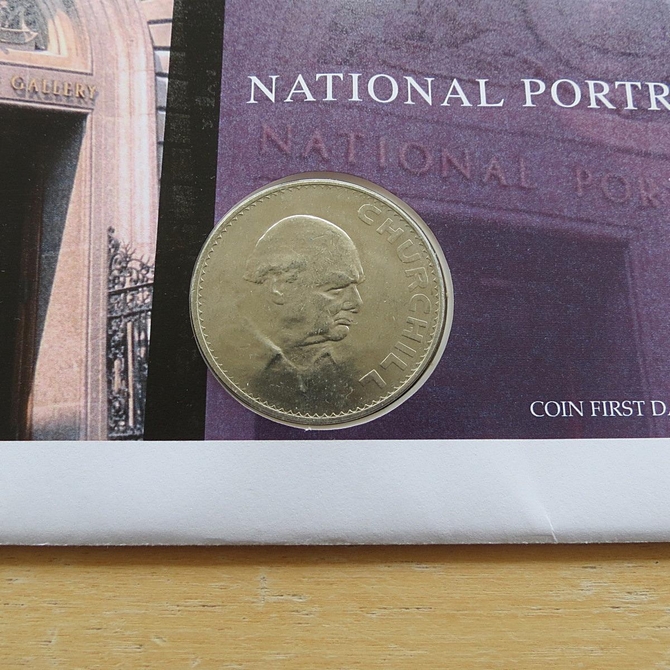 GALLERY
NATIONAL PORTR
NATIONAL POR
CHURCHILL
COIN FIRST DA